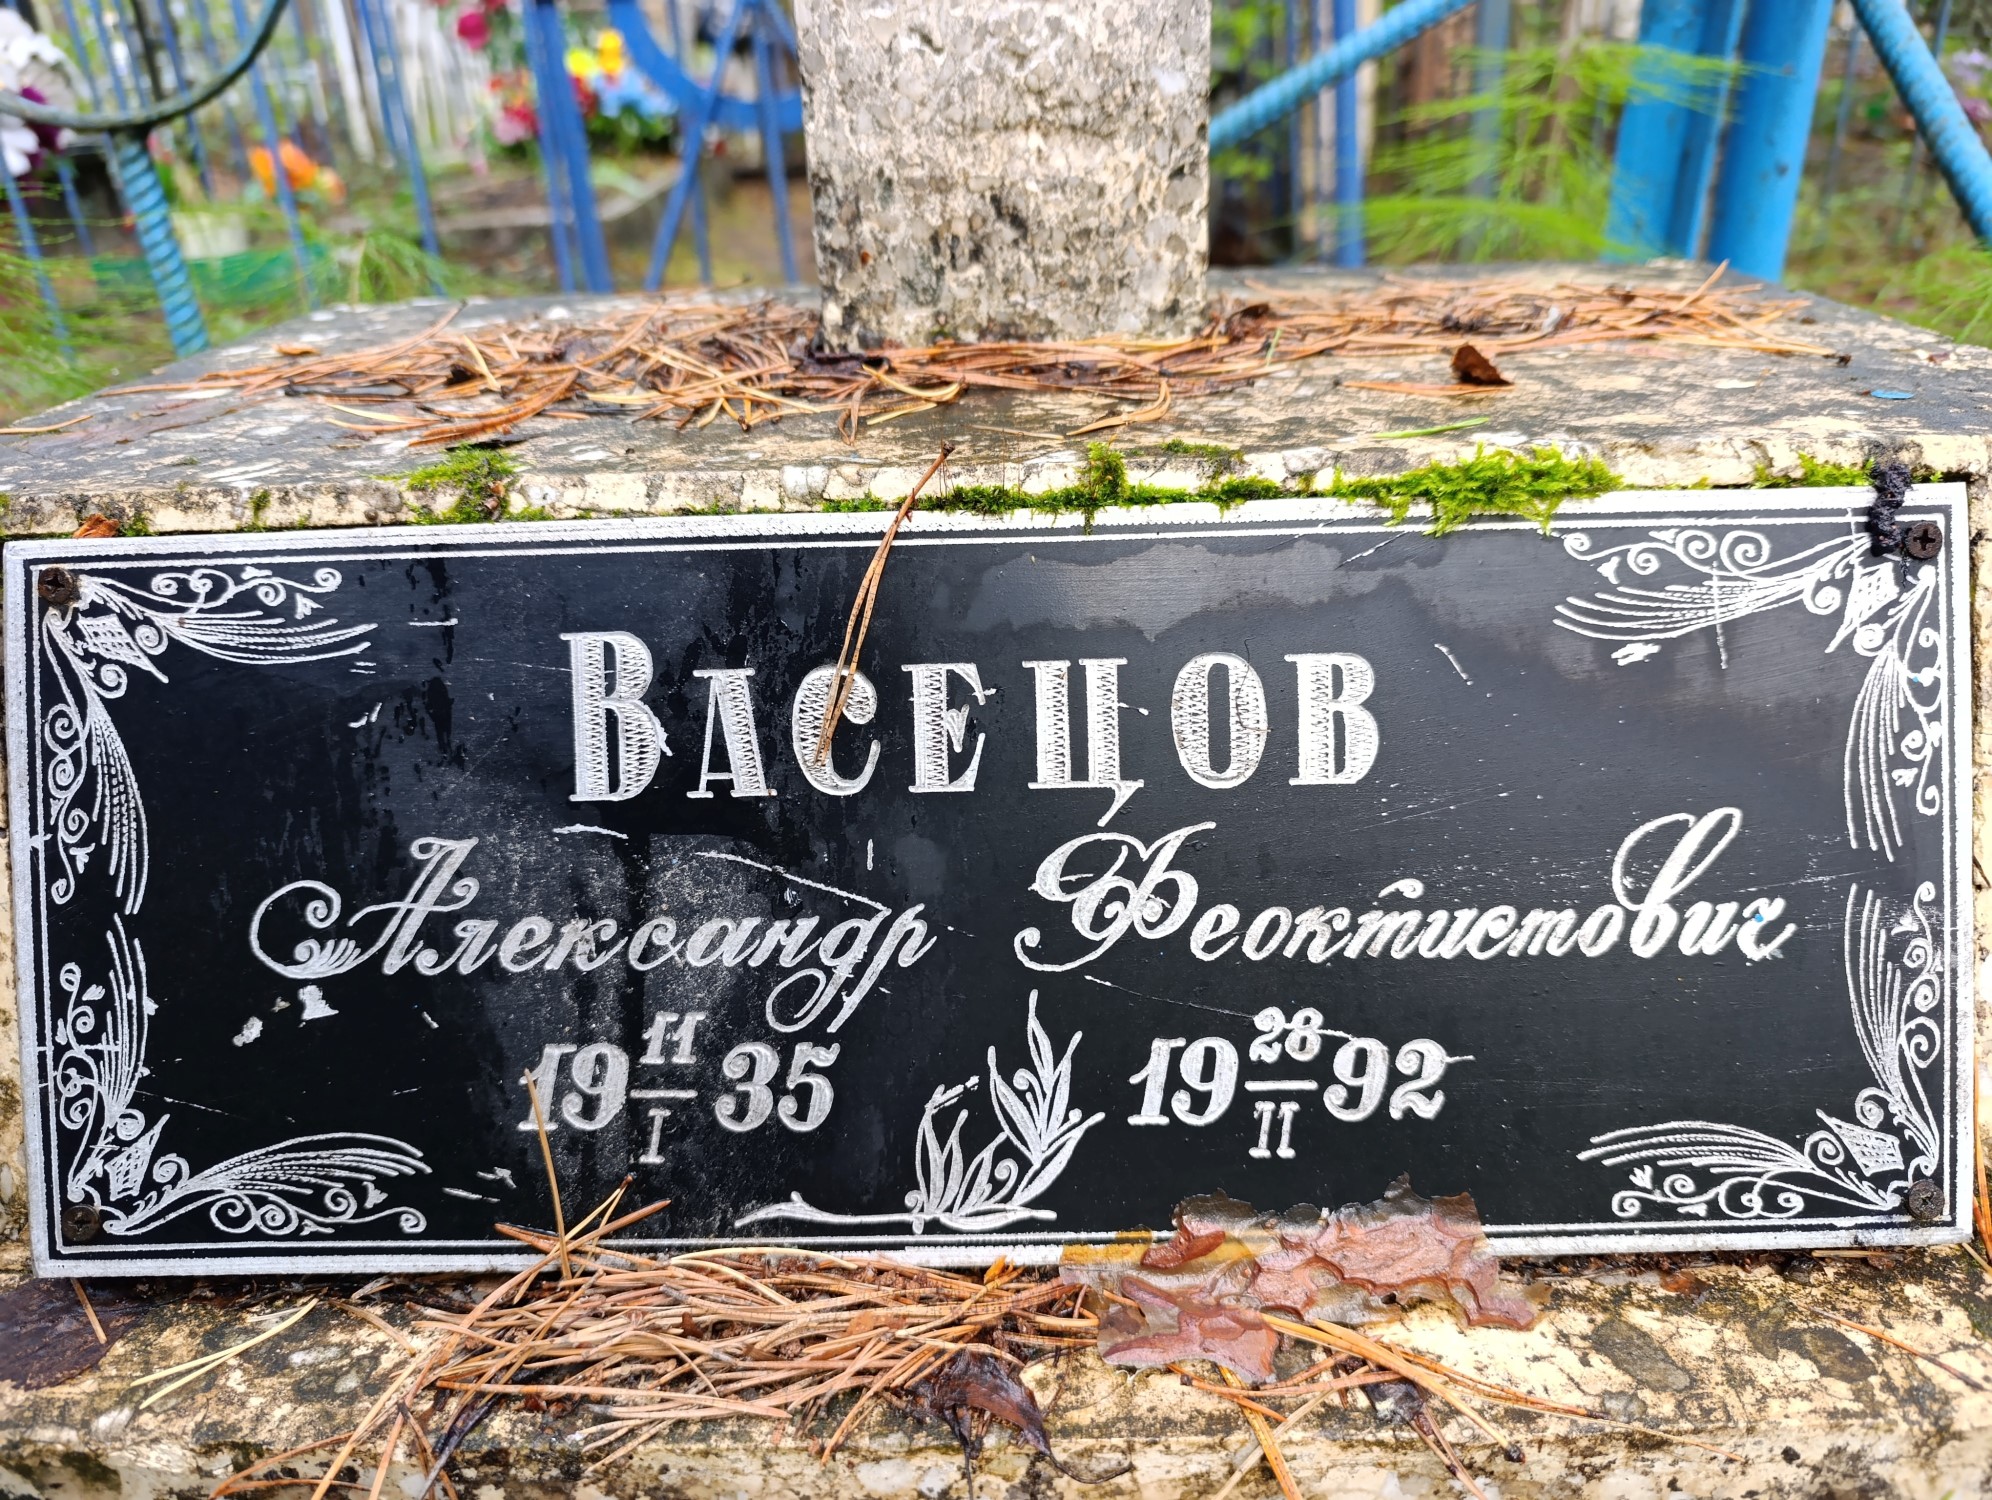 Васецов
Александр Феоктистович
19 11/I 35 19 28/II 92